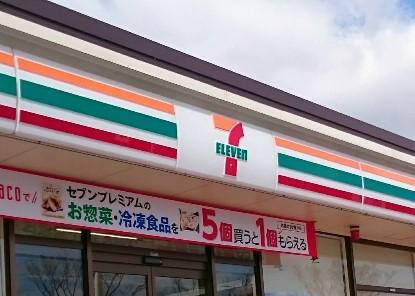 7
ELEVEn
acoで!!
セブンプレミアムの
お惣菜・冷凍食品を
5個買うと1個もらえる